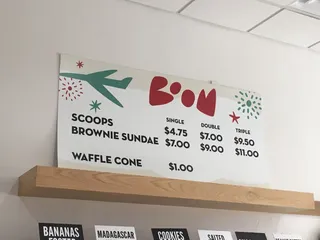 BOOM
SINGLE DOUBLE TRIPLE
SCOOPS $4.75 $7.00 $9.50
BROWNIE SUNDAE $7.00 $9.00 $11.00
WAFFLE CONE $1.00
BANANAS
FOSTER
MADAGASCAR
COOKIES
SALTED